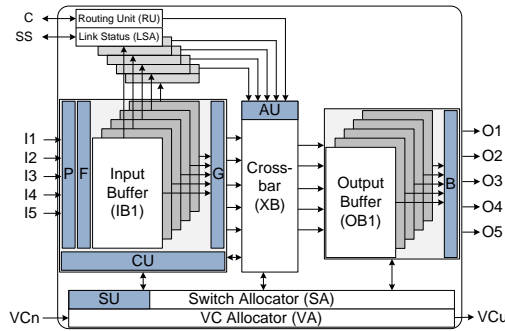 C
Routing Unit (RU)
SS
Link Status (LSA)
AU
I1
I2
I3
I4
I5
P
F
Input
Buffer
(IB1)
G
Cross-
bar
(XB)
Output
Buffer
(OB1)
B
O1
O2
O3
O4
O5
CU
SU
Switch Allocator (SA)
VCn
VC Allocator (VA)
VCu